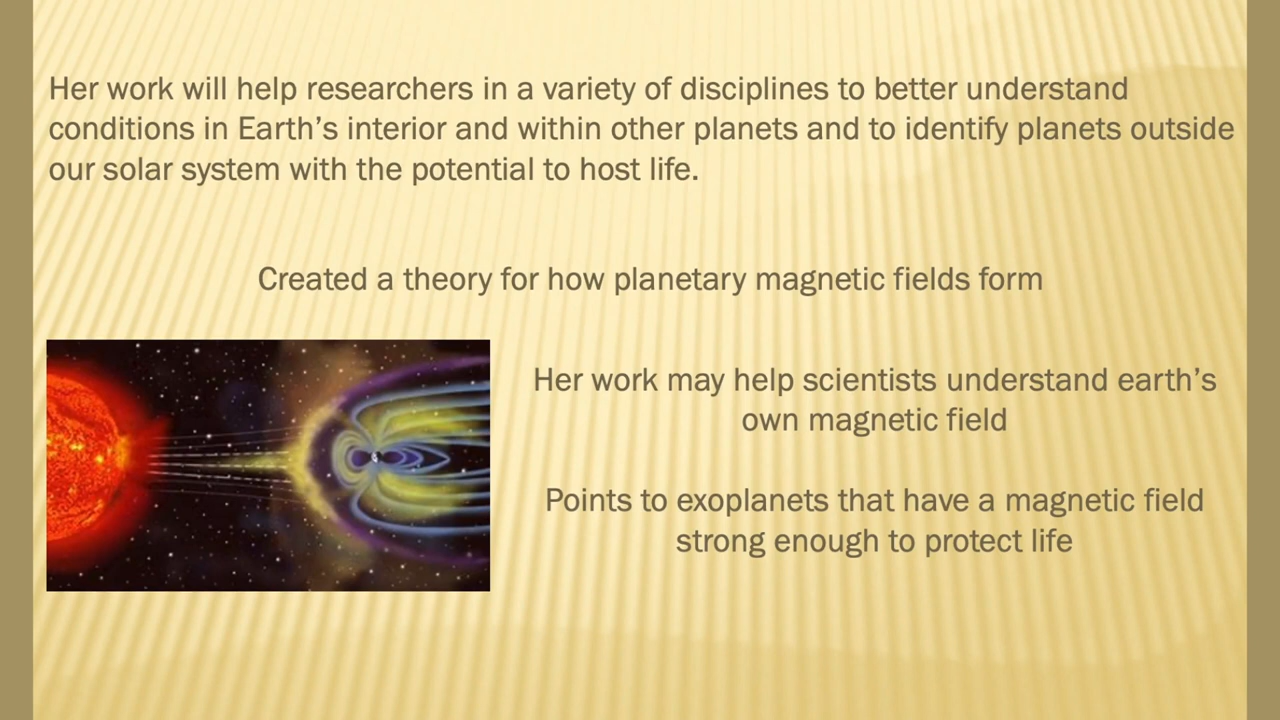 Her work will help researchers in a variety of disciplines to better understand
conditions in Earth’s interior and within other planets and to identify planets outside
our solar system with the potential to host life.
Created a theory for how planetary magnetic fields form
Her work may help scientists understand earth’s
own magnetic field
Points to exoplanets that have a magnetic field
strong enough to protect life